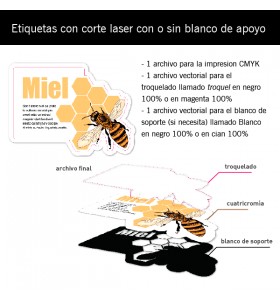 Etiquetas con corte laser con o sin blanco de apoyo
Miel
- 1 archivo para la impresion CMYK
- 1 archivo vectorial para el
troquelado llamado troquel en negro
100% o en magenta 100%
- 1 archivo vectorial para el blanco
de soporte (si necesita) llamado Blanco
en negro 100% o en cian 100%
archivo final
troquelado
cuatricromia
Miel
blanco de soporte